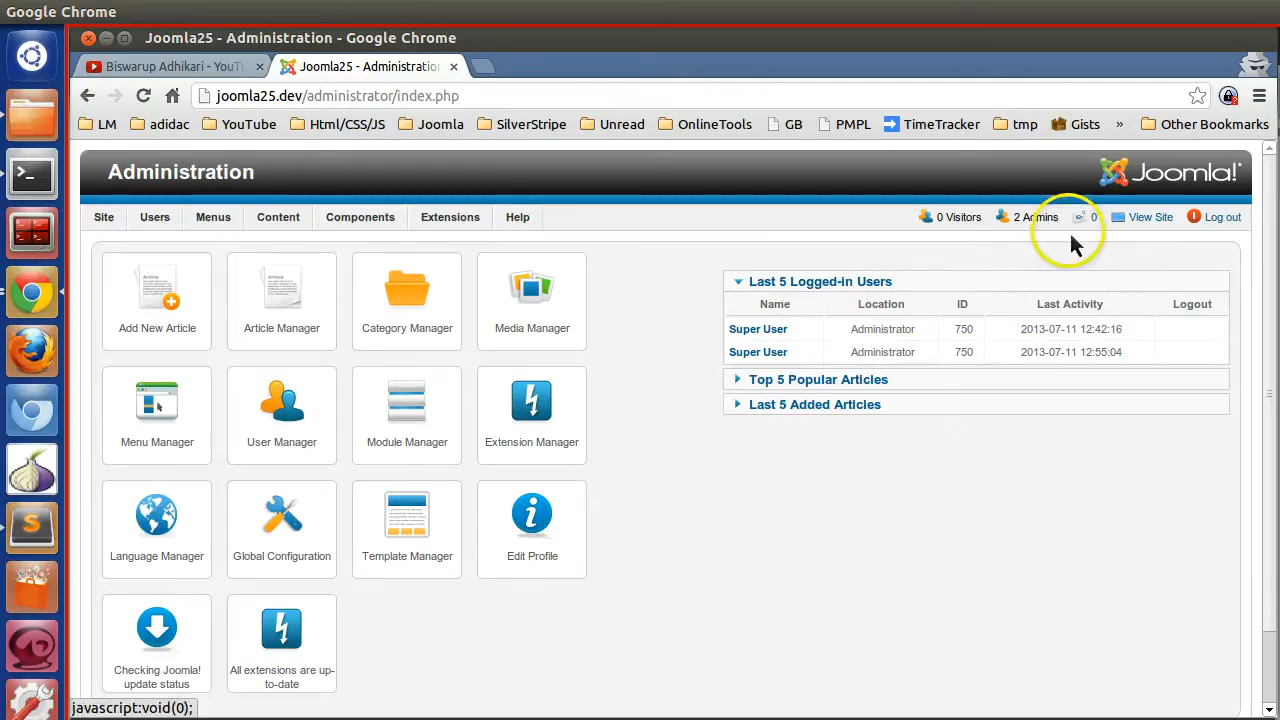 Google Chrome
Joomla25 - Administration - Google Chrome
Biswarup Adhikari - YouTu
Joomla25 - Administration
joomla25.dev/administrator/index.php
LM adidac YouTube Html/CSS/JS Joomla SilverStripe Unread OnlineTools GB PMPL TimeTracker tmp Gists » Other Bookmarks
Administration
Joomla!
Site Users Menus Content Components Extensions Help
0 Visitors 2 Admins 0 View Site Log out
Add New Article
Article Manager
Category Manager
Media Manager
Last 5 Logged-in Users
Name Location ID Last Activity Logout
Super User Administrator 750 2013-07-11 12:42:16
Super User Administrator 750 2013-07-11 12:55:04
Top 5 Popular Articles
Last 5 Added Articles
Menu Manager
User Manager
Module Manager
Extension Manager
Language Manager
Global Configuration
Template Manager
Edit Profile
Checking Joomla!
update status
All extensions are up-
to-date
javascript:void(0);